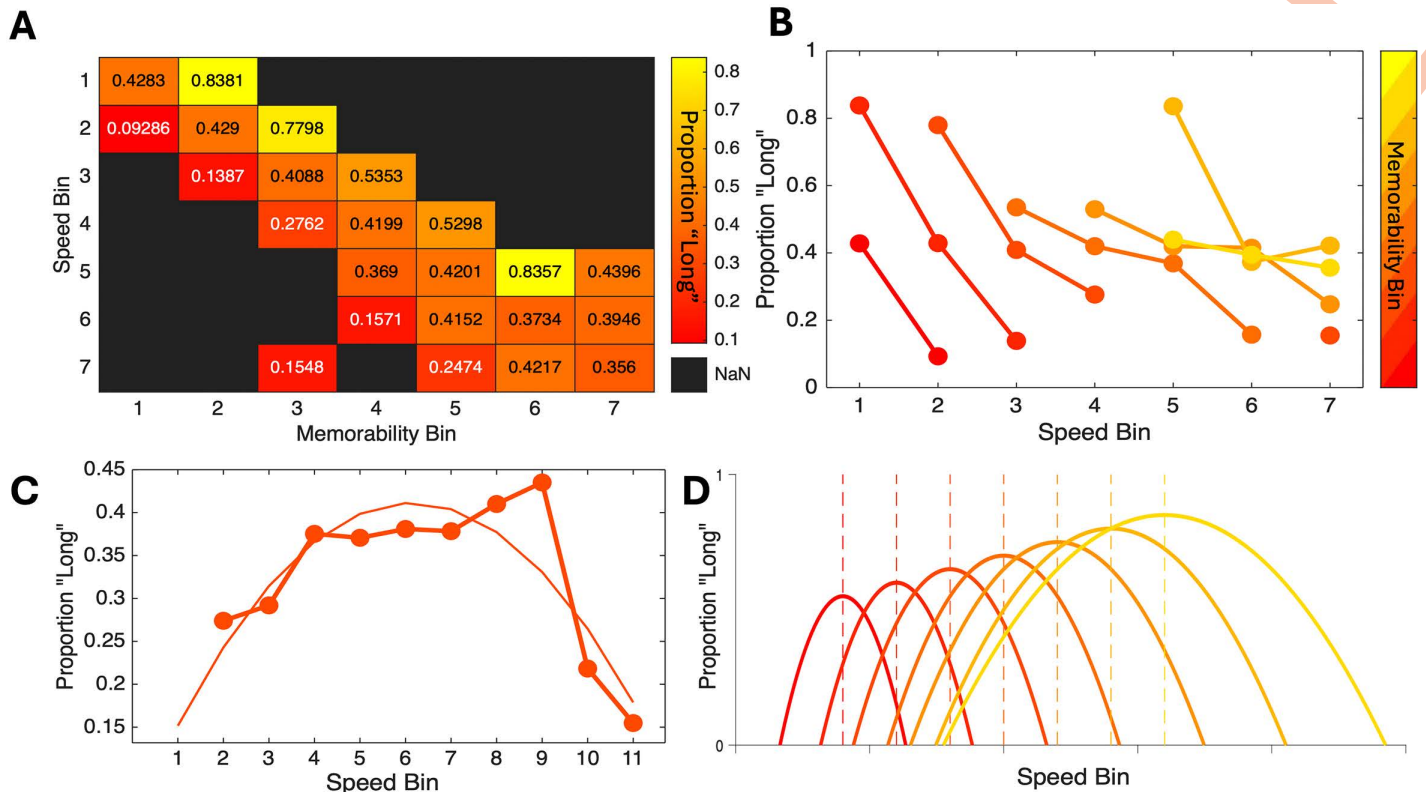 A
1 0.4283 0.8381
2 0.09286 0.429 0.7798
3 0.1387 0.4088 0.5353
4 0.2762 0.4199 0.5298
5 0.369 0.4201 0.8357 0.4396
6 0.1571 0.4152 0.3734 0.3946
7 0.1548 0.2474 0.4217 0.356
1 2 3 4 5 6 7
Speed Bin
Memorability Bin
0.8
0.7
0.6
0.5
0.4
0.3
0.2
0.1
NaN
Proportion “Long”
B
1
0.8
0.6
0.4
0.2
0
1 2 3 4 5 6 7
Proportion "Long"
Speed Bin
Memorability Bin
C
0.45
0.4
0.35
0.3
0.25
0.2
0.15
1 2 3 4 5 6 7 8 9 10 11
Proportion "Long"
Speed Bin
D
1
0
Proportion "Long"
Speed Bin